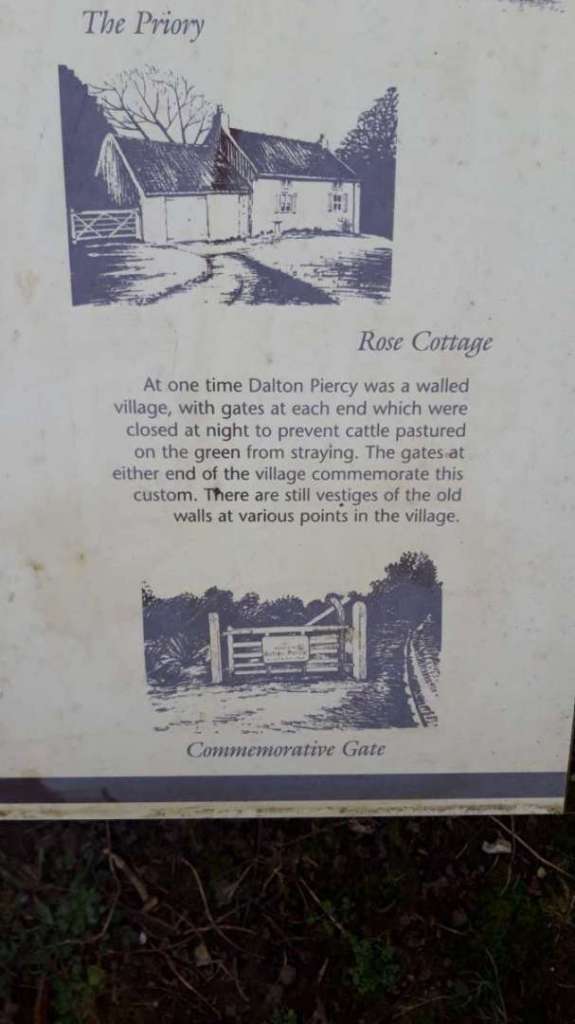 The Priory
Rose Cottage
At one time Dalton Piercy was a walled
village, with gates at each end which were
closed at night to prevent cattle pastured
on the green from straying. The gates at
either end of the village commemorate this
custom. There are still vestiges of the old
walls at various points in the village.
Dalton Piercy
Commemorative Gate